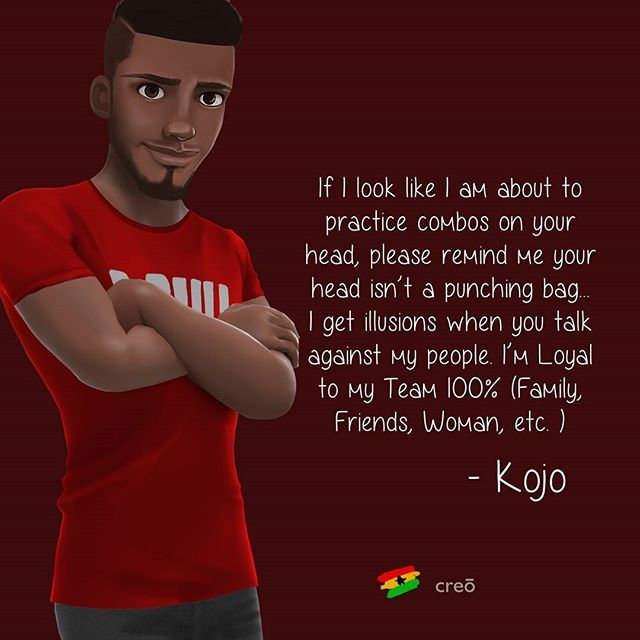 If I look like I am about to
practice combos on your
head, please remind me your
head isn't a punching bag...
I get illusions when you talk
against my people. I'm Loyal
to my Team 100% (Family,
Friends, Woman, etc. )
- Kojo
creō